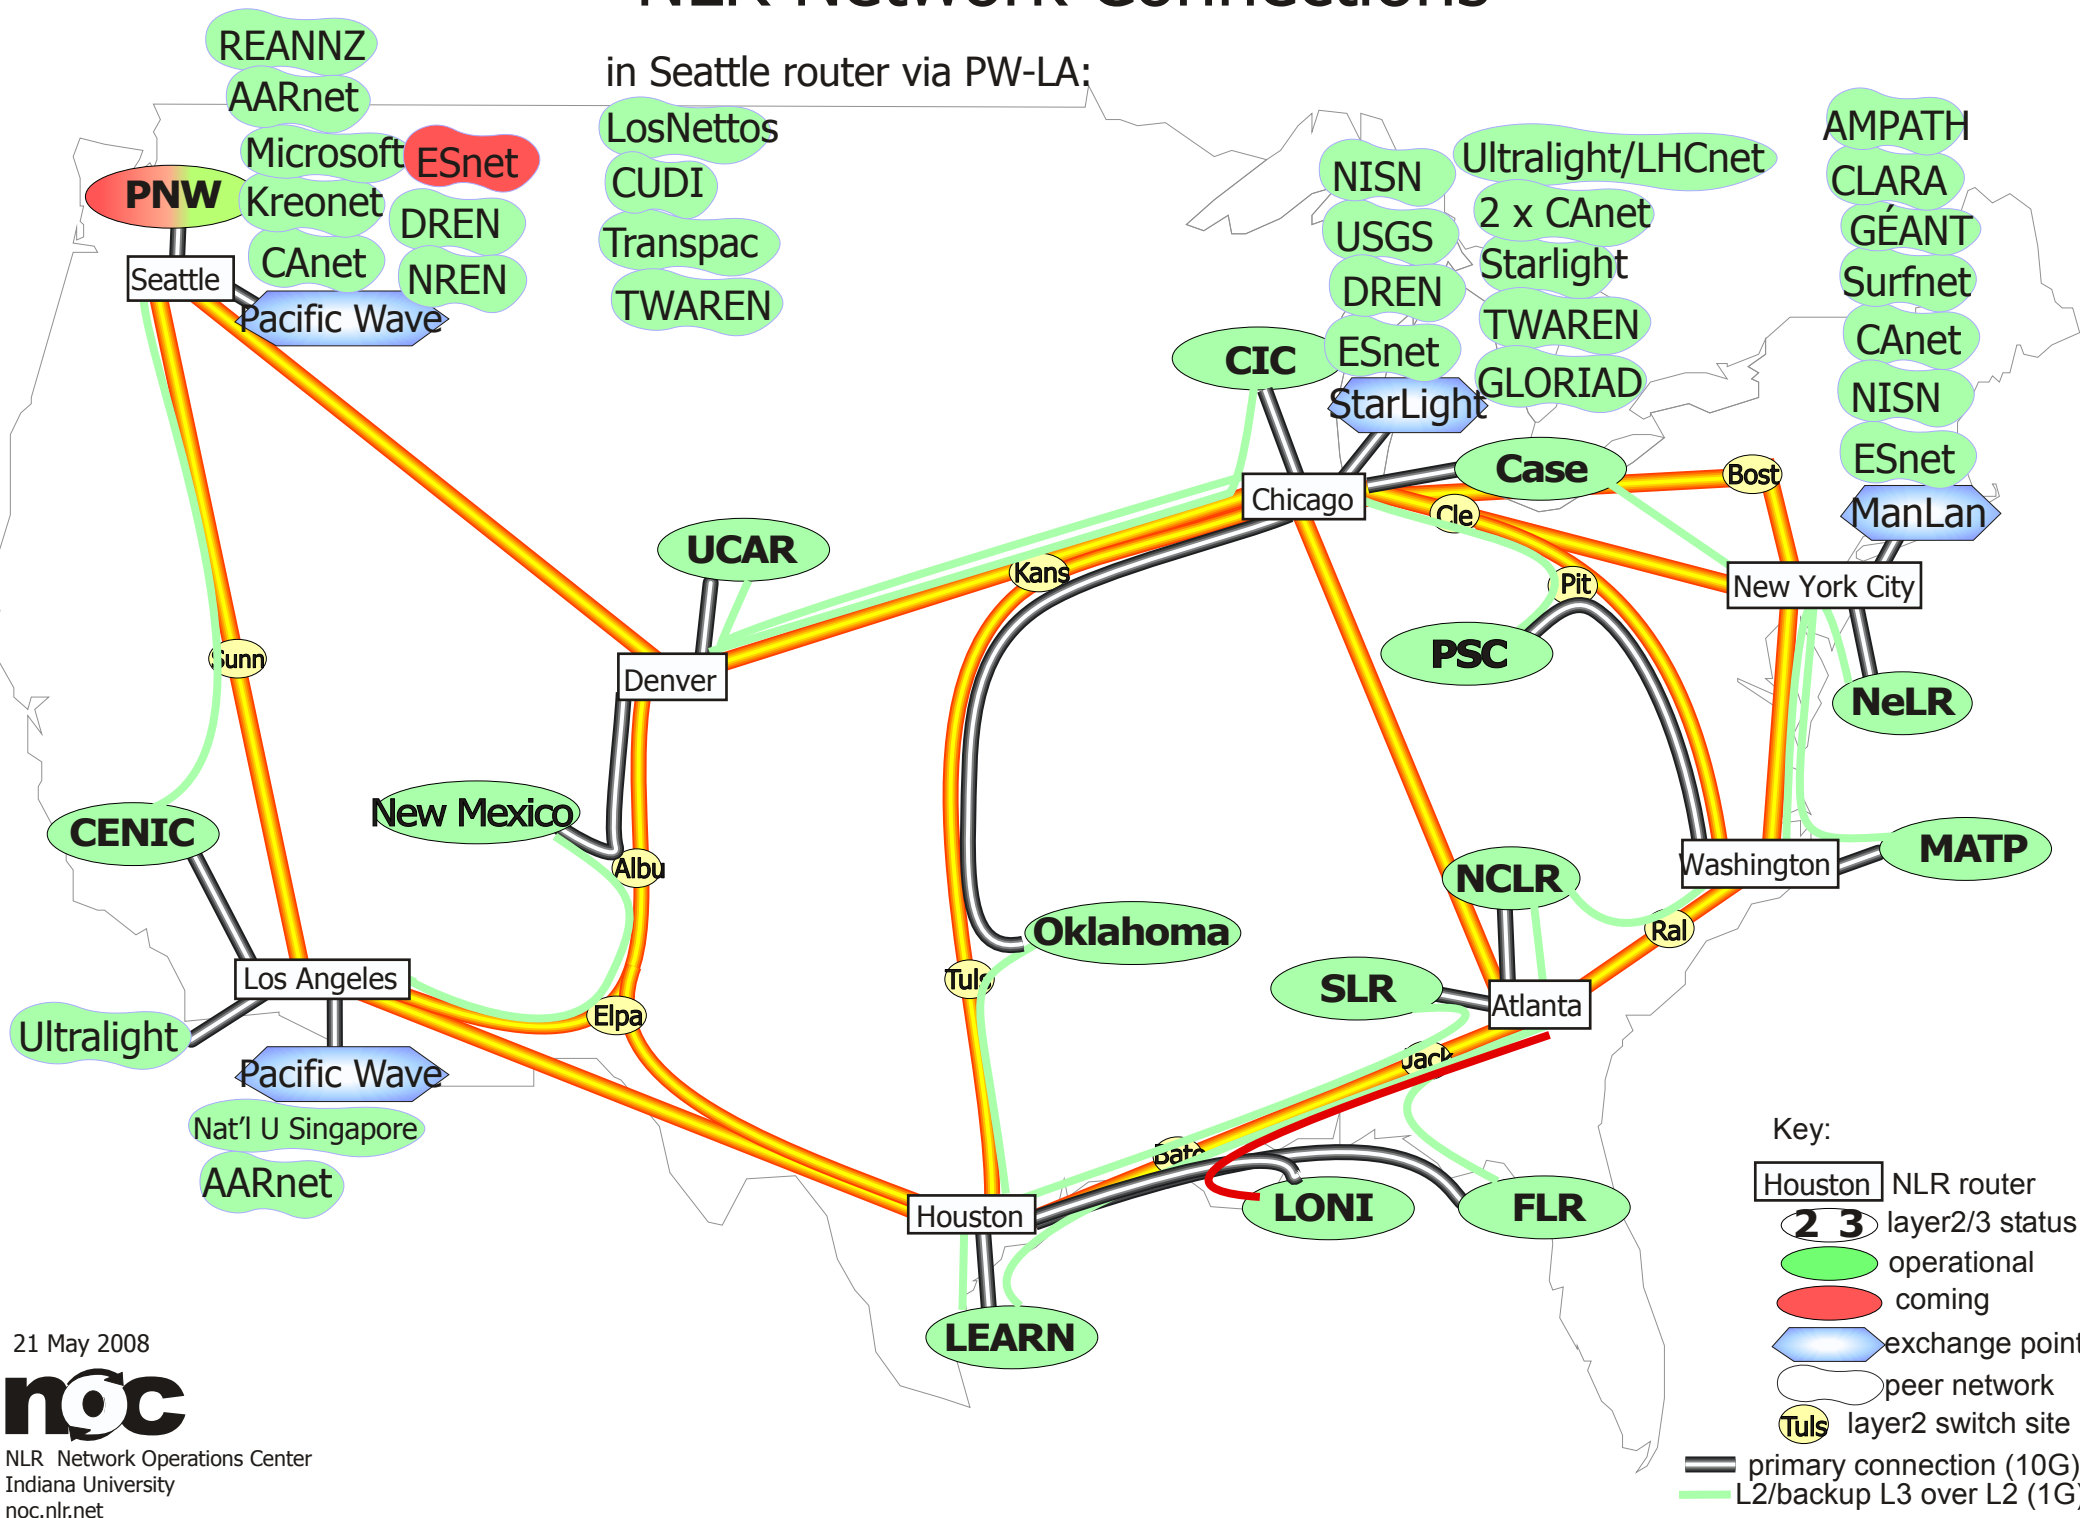 NLR Network Connections
in Seattle router via PW-LA:
REANNZ
AARnet
Microsoft
ESnet
Kreonet
DREN
CAnet
NREN
PNW
Seattle
Pacific Wave
LosNettos
CUDI
Transpac
TWAREN
NISN
USGS
DREN
ESnet
StarLight
Ultralight/LHCnet
2 x CAnet
Starlight
TWAREN
GLORIAD
AMPATH
CLARA
GÉANT
Surfnet
CAnet
NISN
ESnet
ManLan
CIC
Case
Chicago
Cle
Bost
New York City
Pit
PSC
NeLR
UCAR
Kans
Denver
Sunn
New Mexico
Albu
CENIC
Los Angeles
Elpa
Ultralight
Pacific Wave
Nat'l U Singapore
AARnet
Oklahoma
Tuls
NCLR
Washington
MATP
Ral
SLR
Atlanta
Jack
Bato
Houston
LONI
FLR
LEARN
Key:
Houston NLR router
2 3 layer2/3 status
operational
coming
exchange point
peer network
Tuls layer2 switch site
primary connection (10G)
L2/backup L3 over L2 (1G)
21 May 2008
noc
NLR Network Operations Center
Indiana University
noc.nlr.net